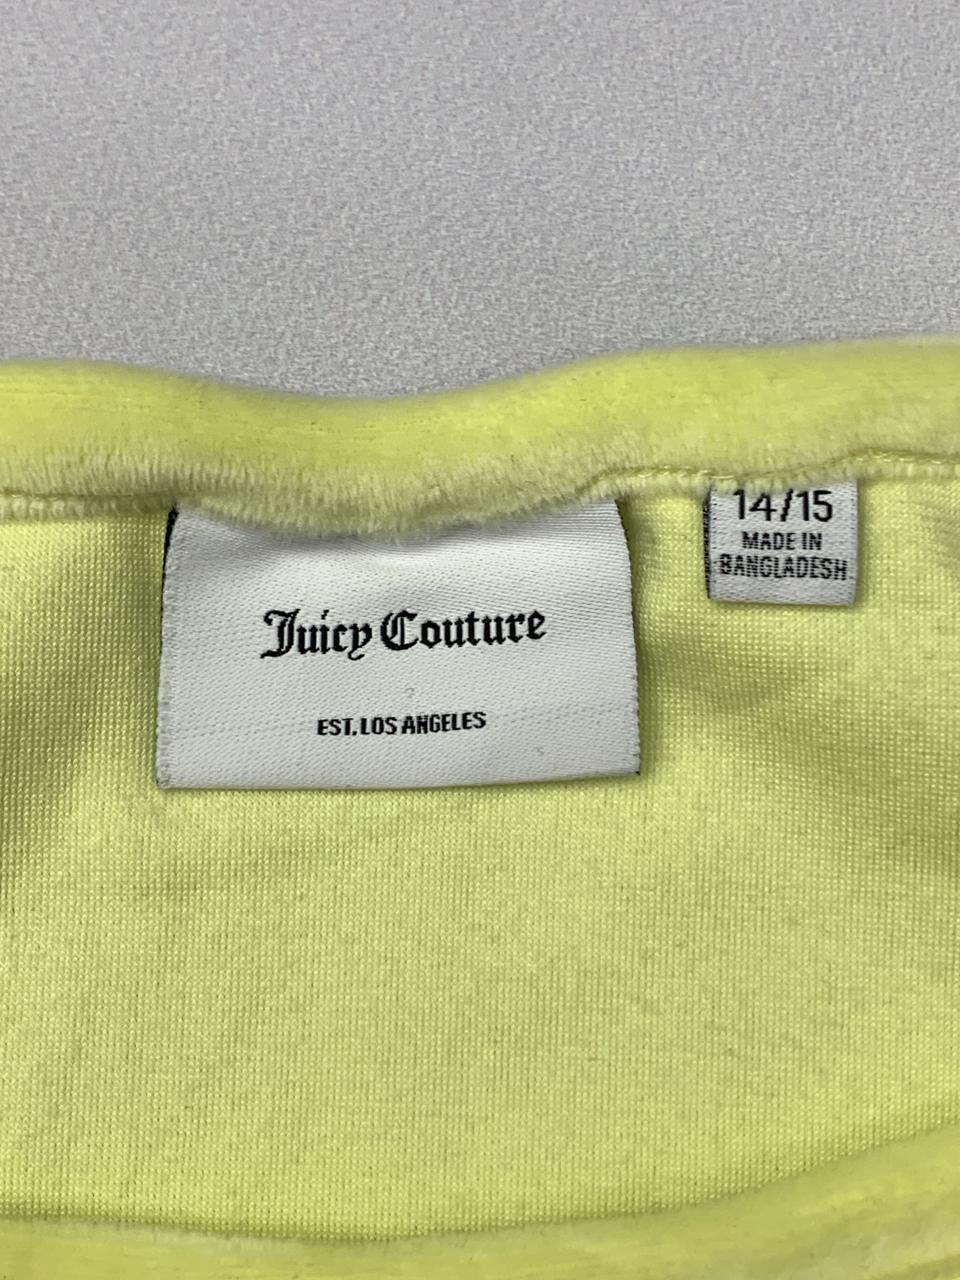 Juicy Couture
EST. LOS ANGELES
14/15
MADE IN
BANGLADESH